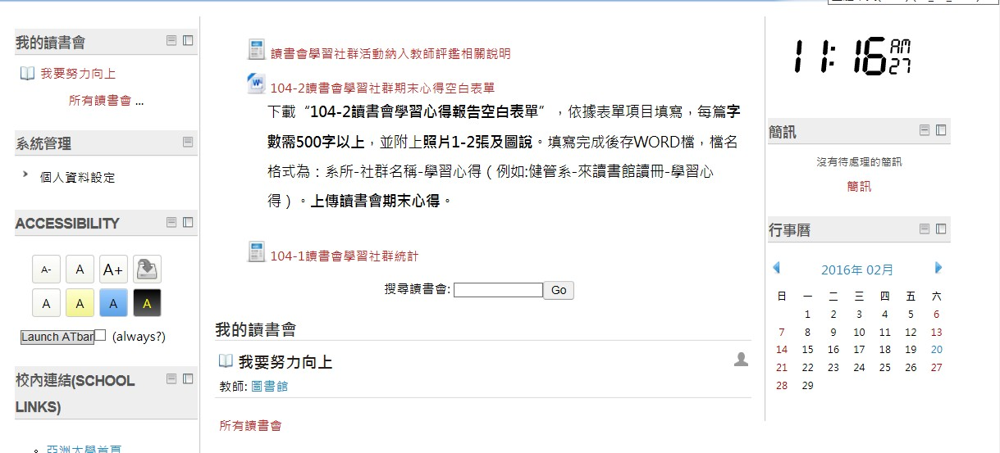 我的讀書會
我要努力向上
所有讀書會 ...
系統管理
個人資料設定
ACCESSIBILITY
A- A A+
A A A A
Launch ATbar (always?)
校內連結(SCHOOL
LINKS)
亞洲大學首頁
讀書會學習社群活動納入教師評鑑相關說明
104-2讀書會學習社群期末心得空白表單
下載“104-2讀書會學習心得報告空白表單”，依據表單項目填寫，每篇字
數需500字以上，並附上照片1-2張及圖說。填寫完成後存WORD檔，檔名
格式為：系所-社群名稱-學習心得（例如:健管系-來讀書館讀冊-學習心
得）。上傳讀書會期末心得。
104-1讀書會學習社群統計
搜尋讀書會: Go
我的讀書會
我要努力向上
教師: 圖書館
所有讀書會
11:16 AM 27
簡訊
沒有待處理的簡訊
簡訊
行事曆
2016年 02月
日 一 二 三 四 五 六
1 2 3 4 5 6
7 8 9 10 11 12 13
14 15 16 17 18 19 20
21 22 23 24 25 26 27
28 29